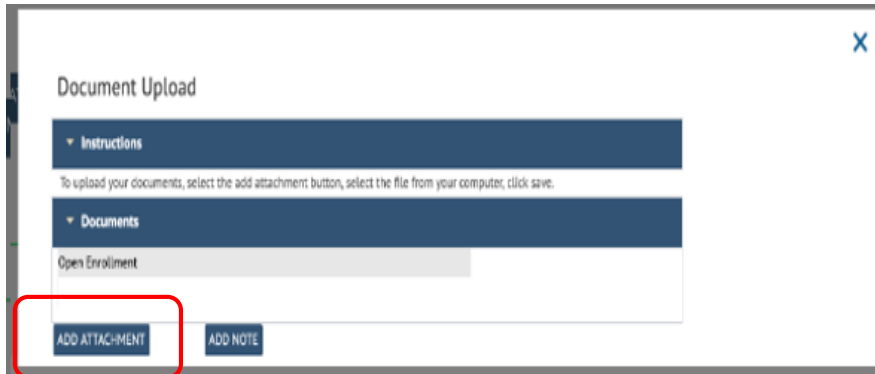 X
Document Upload
Instructions
To upload your documents, select the add attachment button, select the file from your computer, click save.
Documents
Open Enrollment
ADD ATTACHMENT ADD NOTE